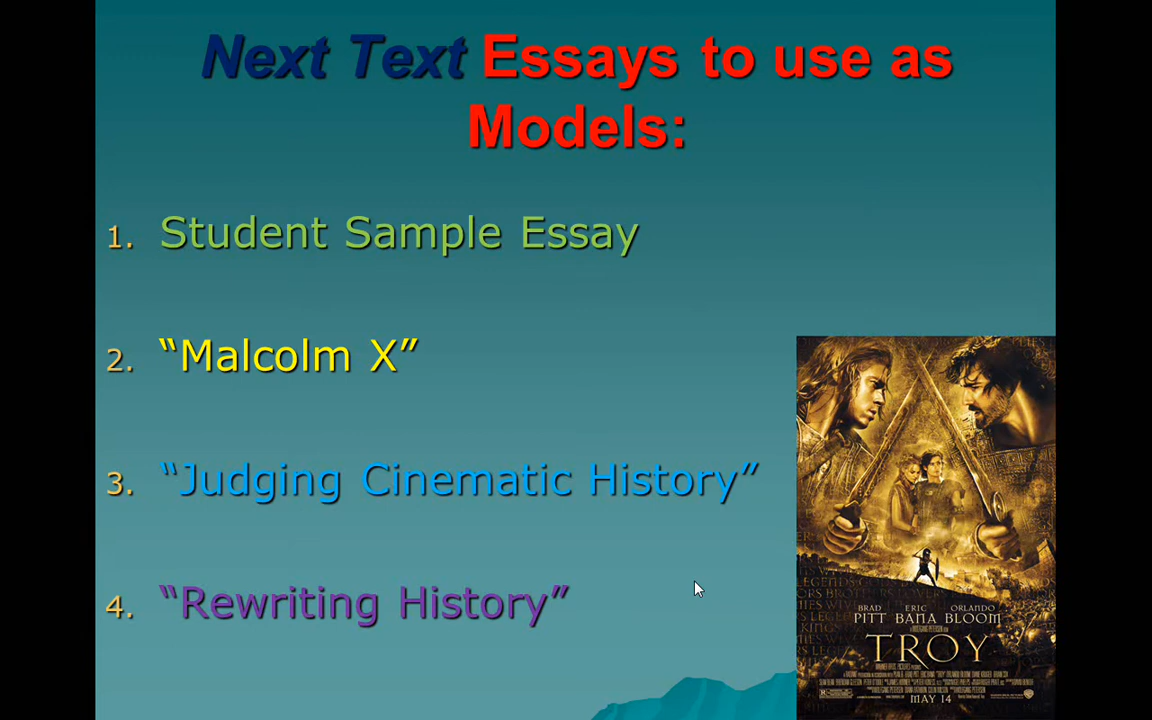 Next Text Essays to use as
Models:
1. Student Sample Essay
2. “Malcolm X”
3. “Judging Cinematic History”
4. “Rewriting History”
BRAD ERIC ORLANDO
PITT BANA BLOOM
TROY
MAY 14